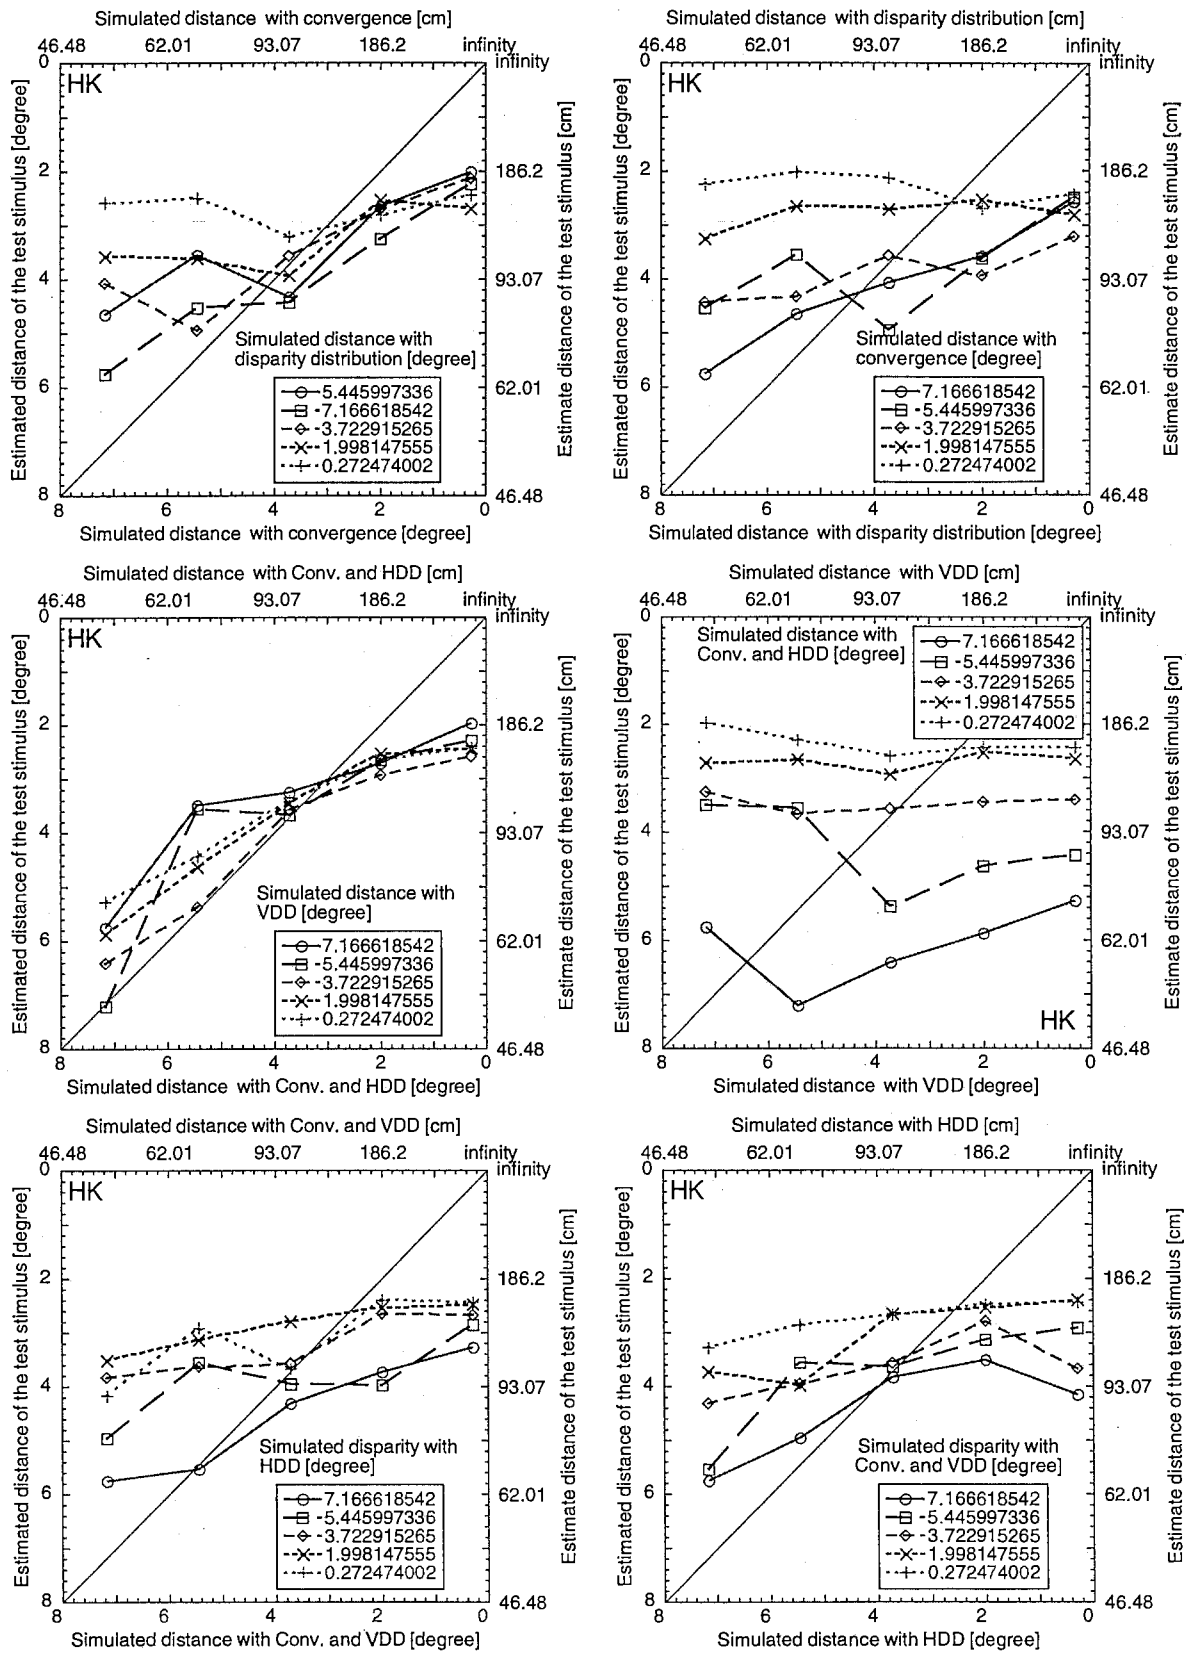 Simulated distance with convergence [cm]
46.48 62.01 93.07 186.2 infinity
infinity
HK
0
2
4
6
8
186.2
93.07
62.01
46.48
Estimated distance of the test stimulus [degree]
Estimate distance of the test stimulus [cm]
Simulated distance with
disparity distribution [degree]
5.445997336
7.166618542
3.722915265
1.998147555
0.272474002
8 6 4 2 0
Simulated distance with convergence [degree]
Simulated distance with disparity distribution [cm]
46.48 62.01 93.07 186.2 infinity
infinity
HK
0
2
4
6
8
186.2
93.07
62.01
46.48
Estimated distance of the test stimulus [degree]
Estimate distance of the test stimulus [cm]
Simulated distance with
convergence [degree]
7.166618542
5.445997336
3.722915265
1.998147555
0.272474002
8 6 4 2 0
Simulated distance with disparity distribution [degree]
Simulated distance with Conv. and HDD [cm]
46.48 62.01 93.07 186.2 infinity
infinity
HK
0
2
4
6
8
186.2
93.07
62.01
46.48
Estimated distance of the test stimulus [degree]
Estimate distance of the test stimulus [cm]
Simulated distance with
VDD [degree]
7.166618542
5.445997336
3.722915265
1.998147555
0.272474002
8 6 4 2 0
Simulated distance with Conv. and HDD [degree]
Simulated distance with VDD [cm]
46.48 62.01 93.07 186.2 infinity
infinity
Simulated distance with
Conv. and HDD [degree]
7.166618542
5.445997336
3.722915265
1.998147555
0.272474002
0
2
4
6
8
186.2
93.07
62.01
46.48
Estimated distance of the test stimulus [degree]
Estimate distance of the test stimulus [cm]
HK
8 6 4 2 0
Simulated distance with VDD [degree]
Simulated distance with Conv. and VDD [cm]
46.48 62.01 93.07 186.2 infinity
infinity
HK
0
2
4
6
8
186.2
93.07
62.01
46.48
Estimated distance of the test stimulus [degree]
Estimate distance of the test stimulus [cm]
Simulated disparity with
HDD [degree]
7.166618542
5.445997336
3.722915265
1.998147555
0.272474002
8 6 4 2 0
Simulated distance with Conv. and VDD [degree]
Simulated distance with HDD [cm]
46.48 62.01 93.07 186.2 infinity
infinity
HK
0
2
4
6
8
186.2
93.07
62.01
46.48
Estimated distance of the test stimulus [degree]
Estimate distance of the test stimulus [cm]
Simulated disparity with
Conv. and VDD [degree]
7.166618542
5.445997336
3.722915265
1.998147555
0.272474002
8 6 4 2 0
Simulated distance with HDD [degree]